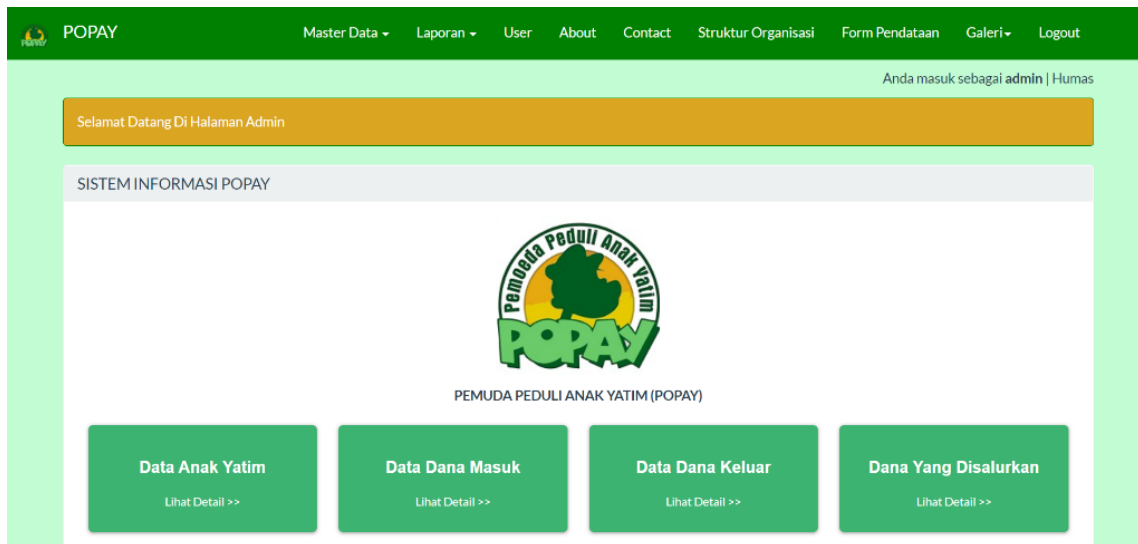 POPAY
POPAY Master Data Laporan User About Contact Struktur Organisasi Form Pendataan Galeri Logout
Anda masuk sebagai admin | Humas
Selamat Datang Di Halaman Admin
SISTEM INFORMASI POPAY
Pemoeda Peduli Anak Yatim
POPAY
PEMUDA PEDULI ANAK YATIM (POPAY)
Data Anak Yatim Data Dana Masuk Data Dana Keluar Dana Yang Disalurkan
Lihat Detail >> Lihat Detail >> Lihat Detail >> Lihat Detail >>